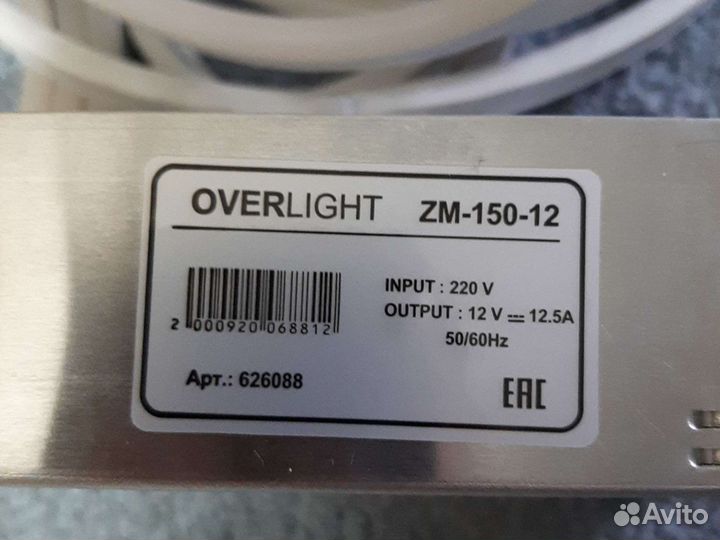 OVERLIGHT ZM-150-12
INPUT : 220 V
OUTPUT : 12 V ⎓ 12.5A
50/60Hz
2 000920 068812
Арт.: 626088
EAC
Avito